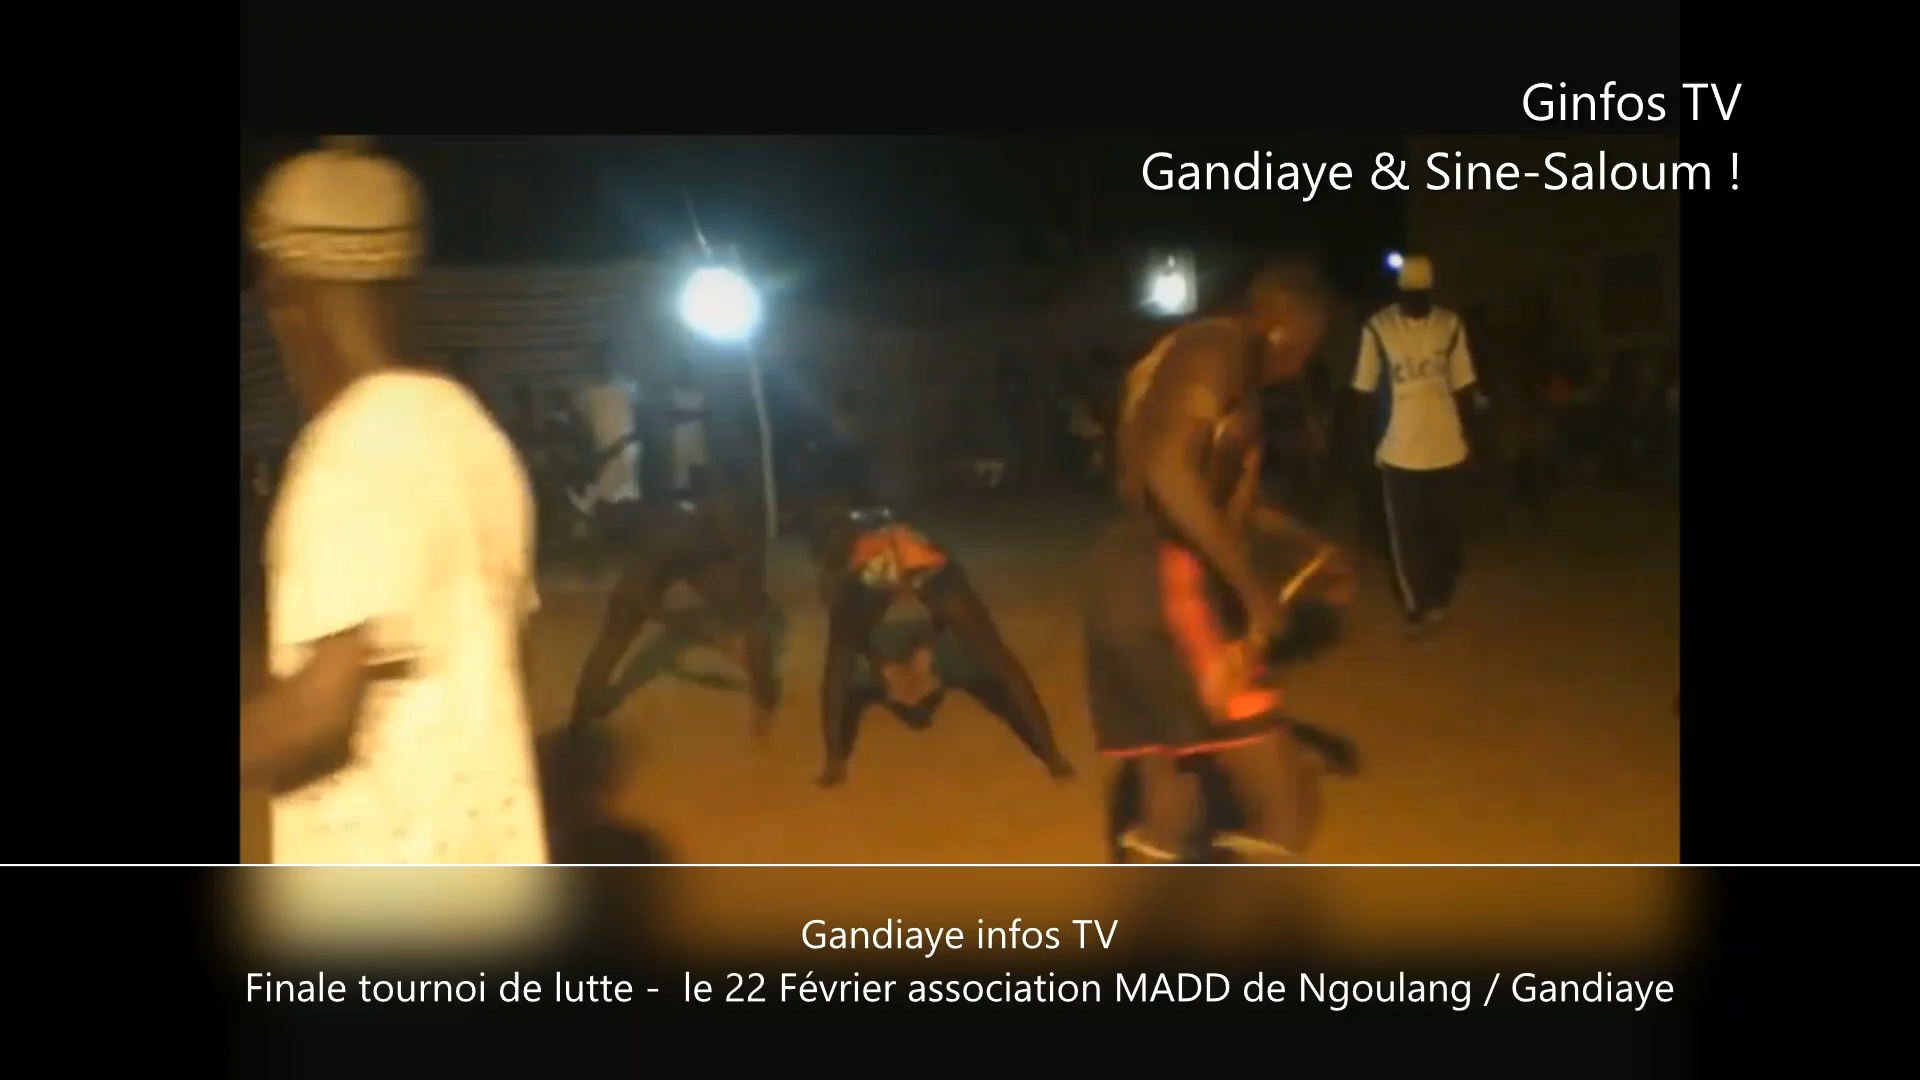 Ginfos TV
Gandiaye & Sine-Saloum !
Gandiaye infos TV
Finale tournoi de lutte -  le 22 Février association MADD de Ngoulang / Gandiaye